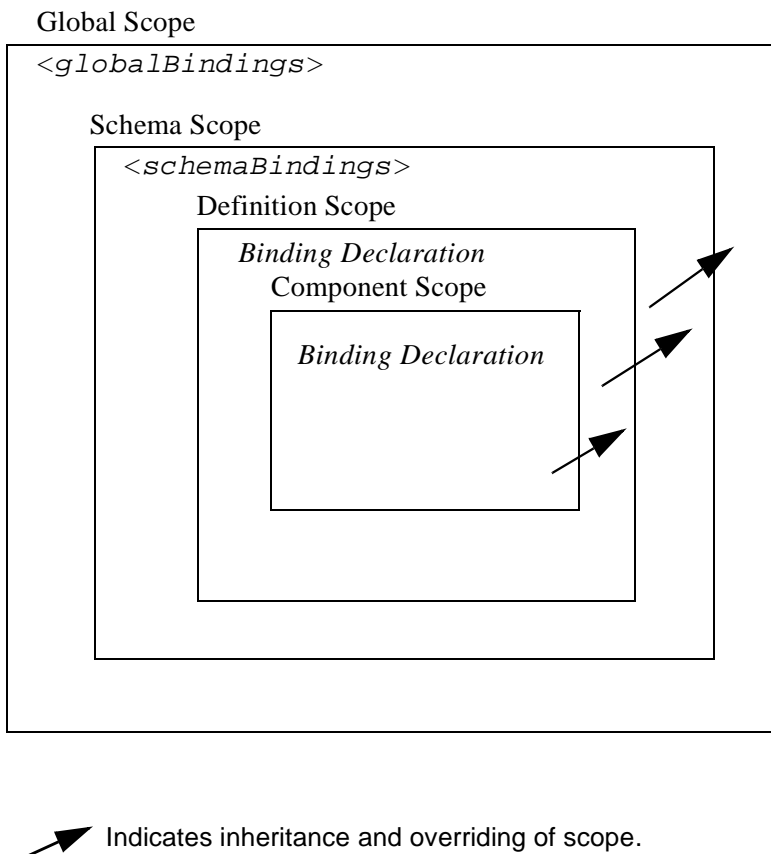 Global Scope
<globalBindings>
Schema Scope
<schemaBindings>
Definition Scope
Binding Declaration
Component Scope
Binding Declaration
Indicates inheritance and overriding of scope.